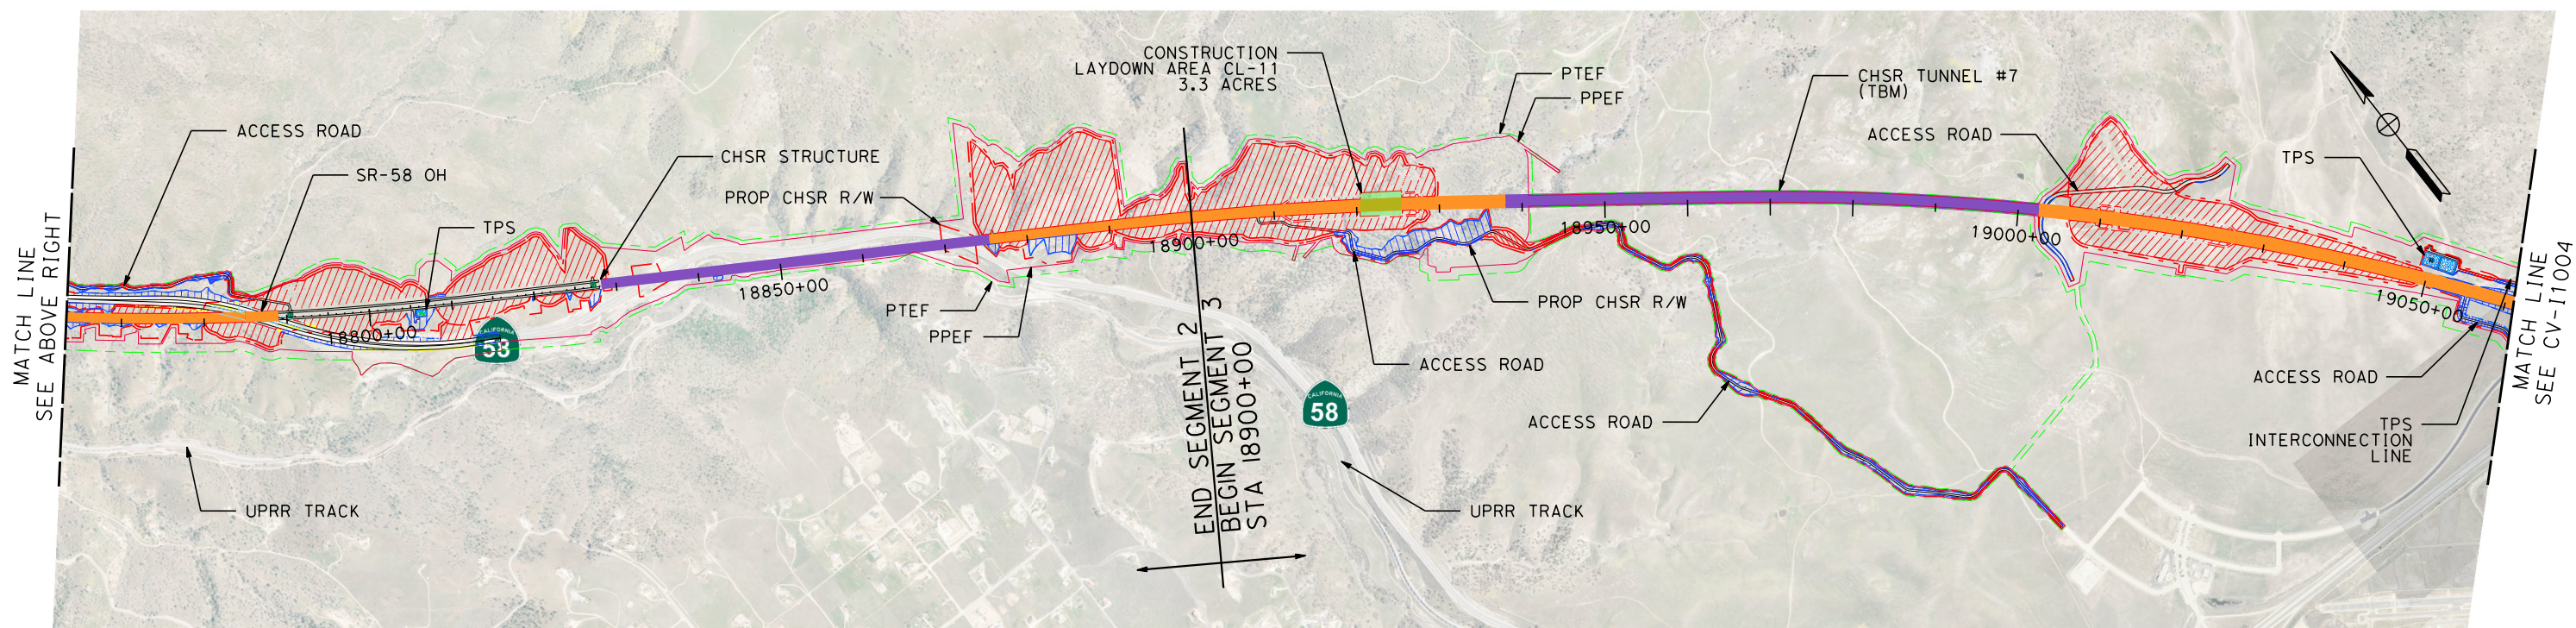 MATCH LINE
SEE ABOVE RIGHT
ACCESS ROAD
SR-58 OH
TPS
CHSR STRUCTURE
PROP CHSR R/W
CONSTRUCTION
LAYDOWN AREA CL-11
3.3 ACRES
PTEF
PPEF
CHSR TUNNEL #7
(TBM)
ACCESS ROAD
TPS
18800+00
18850+00
18900+00
18950+00
19000+00
19050+00
CALIFORNIA
58
PTEF
PPEF
END SEGMENT 2
BEGIN SEGMENT 3
STA 18900+00
CALIFORNIA
58
ACCESS ROAD
PROP CHSR R/W
ACCESS ROAD
ACCESS ROAD
TPS
INTERCONNECTION
LINE
UPRR TRACK
UPRR TRACK
MATCH LINE
SEE CV-I1004